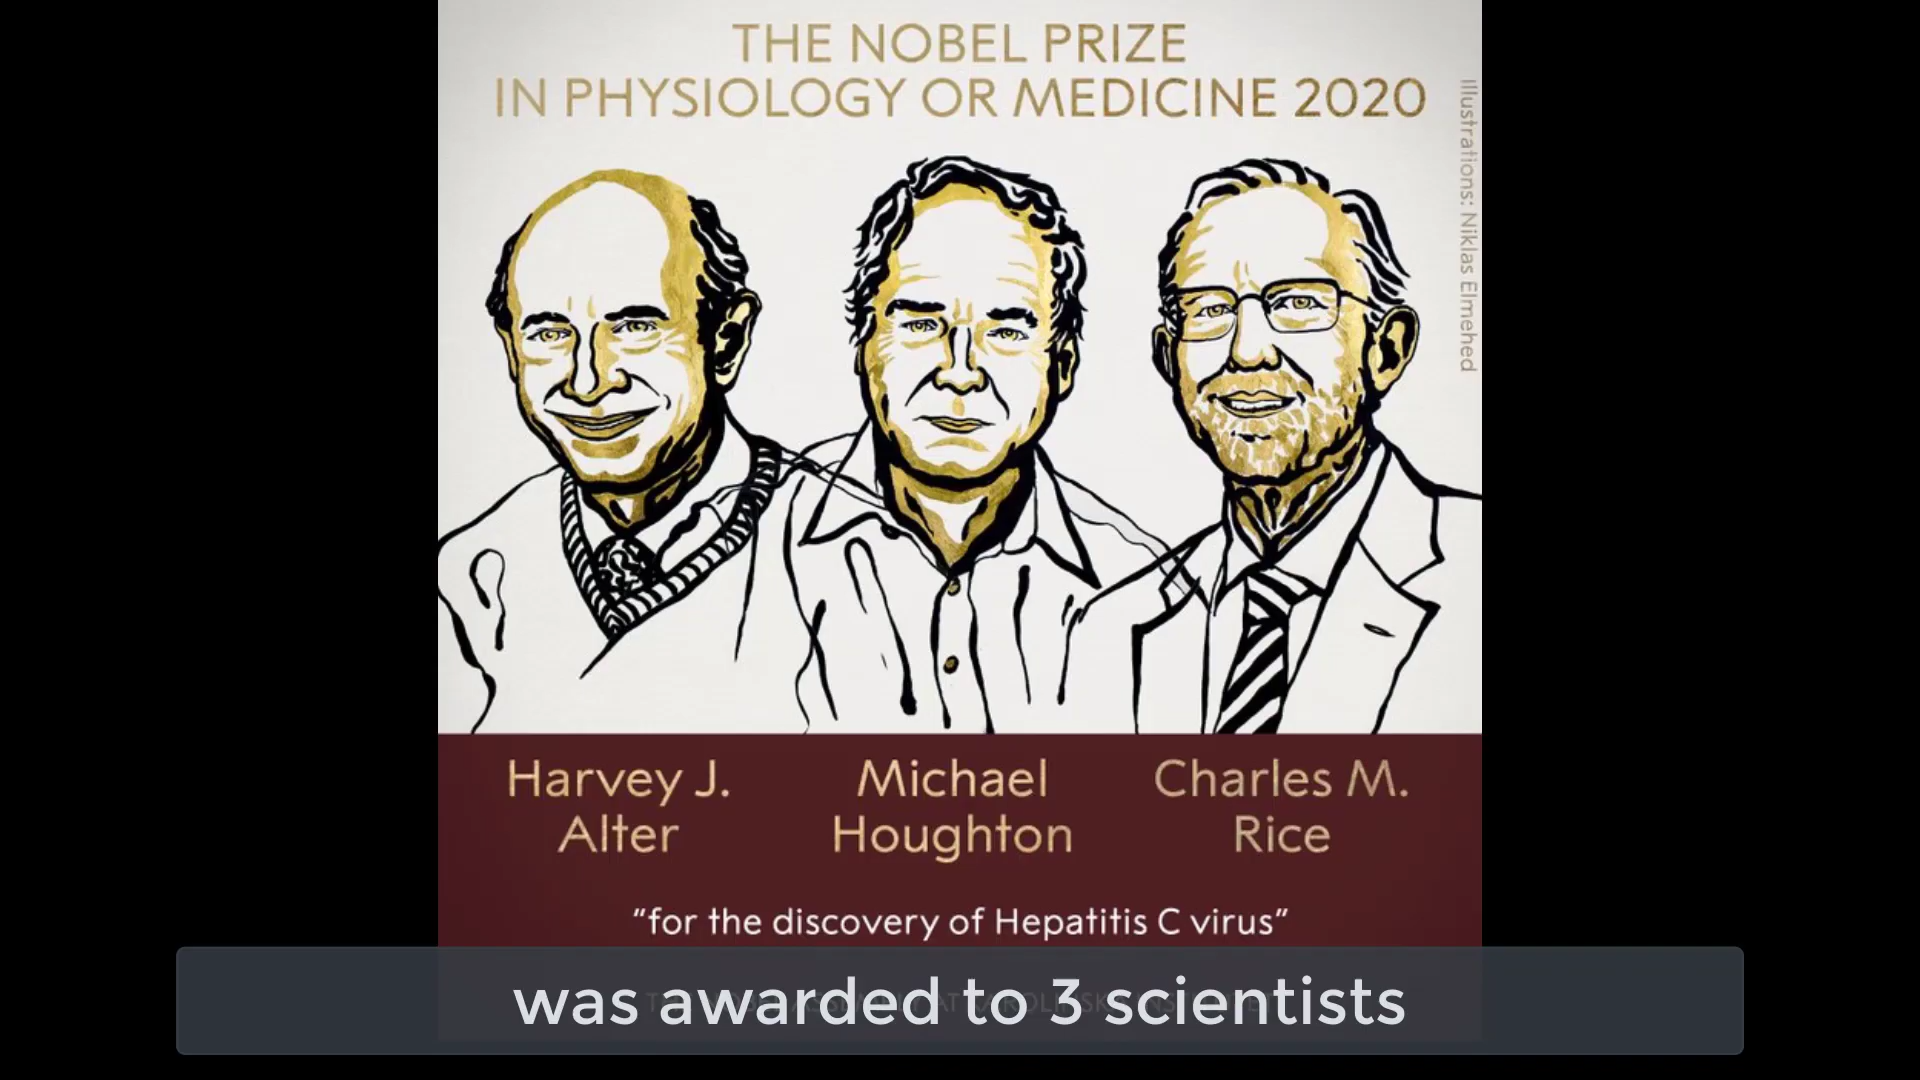 THE NOBEL PRIZE
IN PHYSIOLOGY OR MEDICINE 2020
Illustrations: Niklas Elmehed
Harvey J.
Alter
Michael
Houghton
Charles M.
Rice
"for the discovery of Hepatitis C virus"
was awarded to 3 scientists